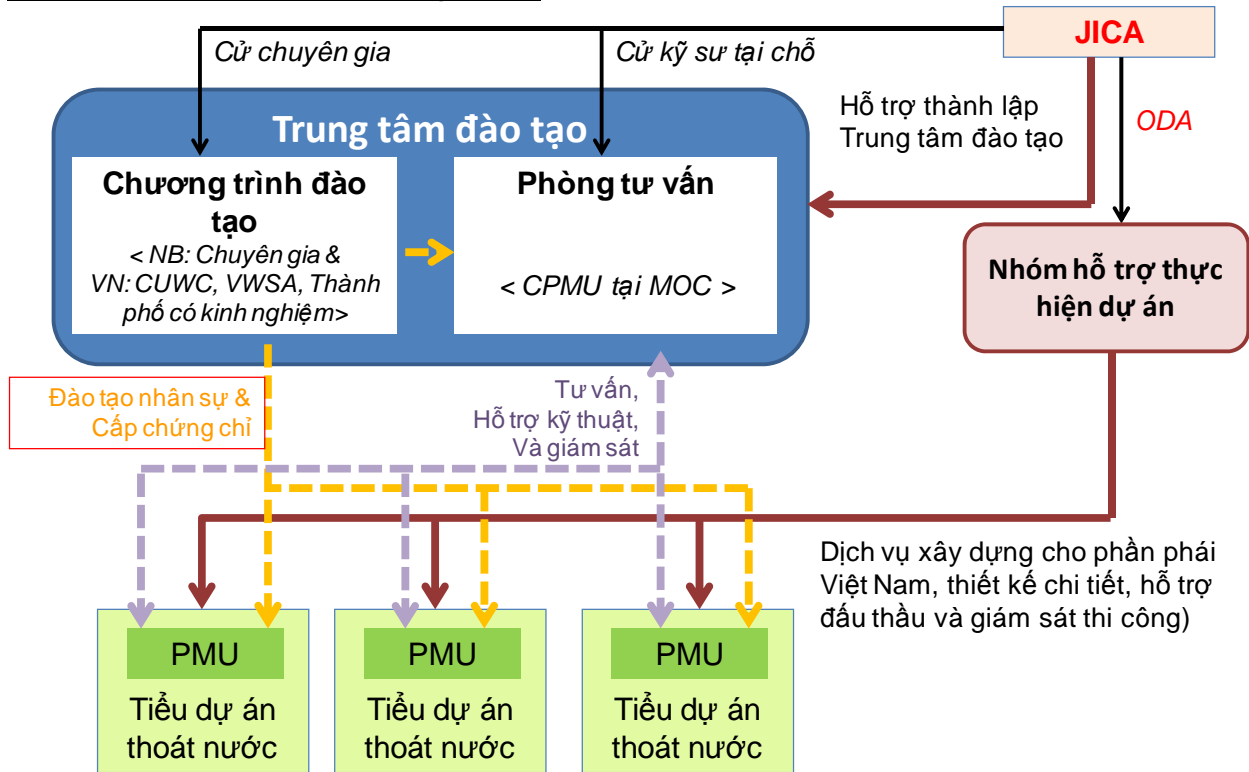 JICA
Cử chuyên gia
Cử kỹ sư tại chỗ
Hỗ trợ thành lập
Trung tâm đào tạo
ODA
Trung tâm đào tạo
Chương trình đào
tạo
< NB: Chuyên gia &
VN: CUWC, VWSA, Thành
phố có kinh nghiệm>
Phòng tư vấn
< CPMU tại MOC >
Nhóm hỗ trợ thực
hiện dự án
Đào tạo nhân sự &
Cấp chứng chỉ
Tư vấn,
Hỗ trợ kỹ thuật,
Và giám sát
Dịch vụ xây dựng cho phần phái
Việt Nam, thiết kế chi tiết, hỗ trợ
đấu thầu và giám sát thi công)
PMU
Tiểu dự án
thoát nước
PMU
Tiểu dự án
thoát nước
PMU
Tiểu dự án
thoát nước